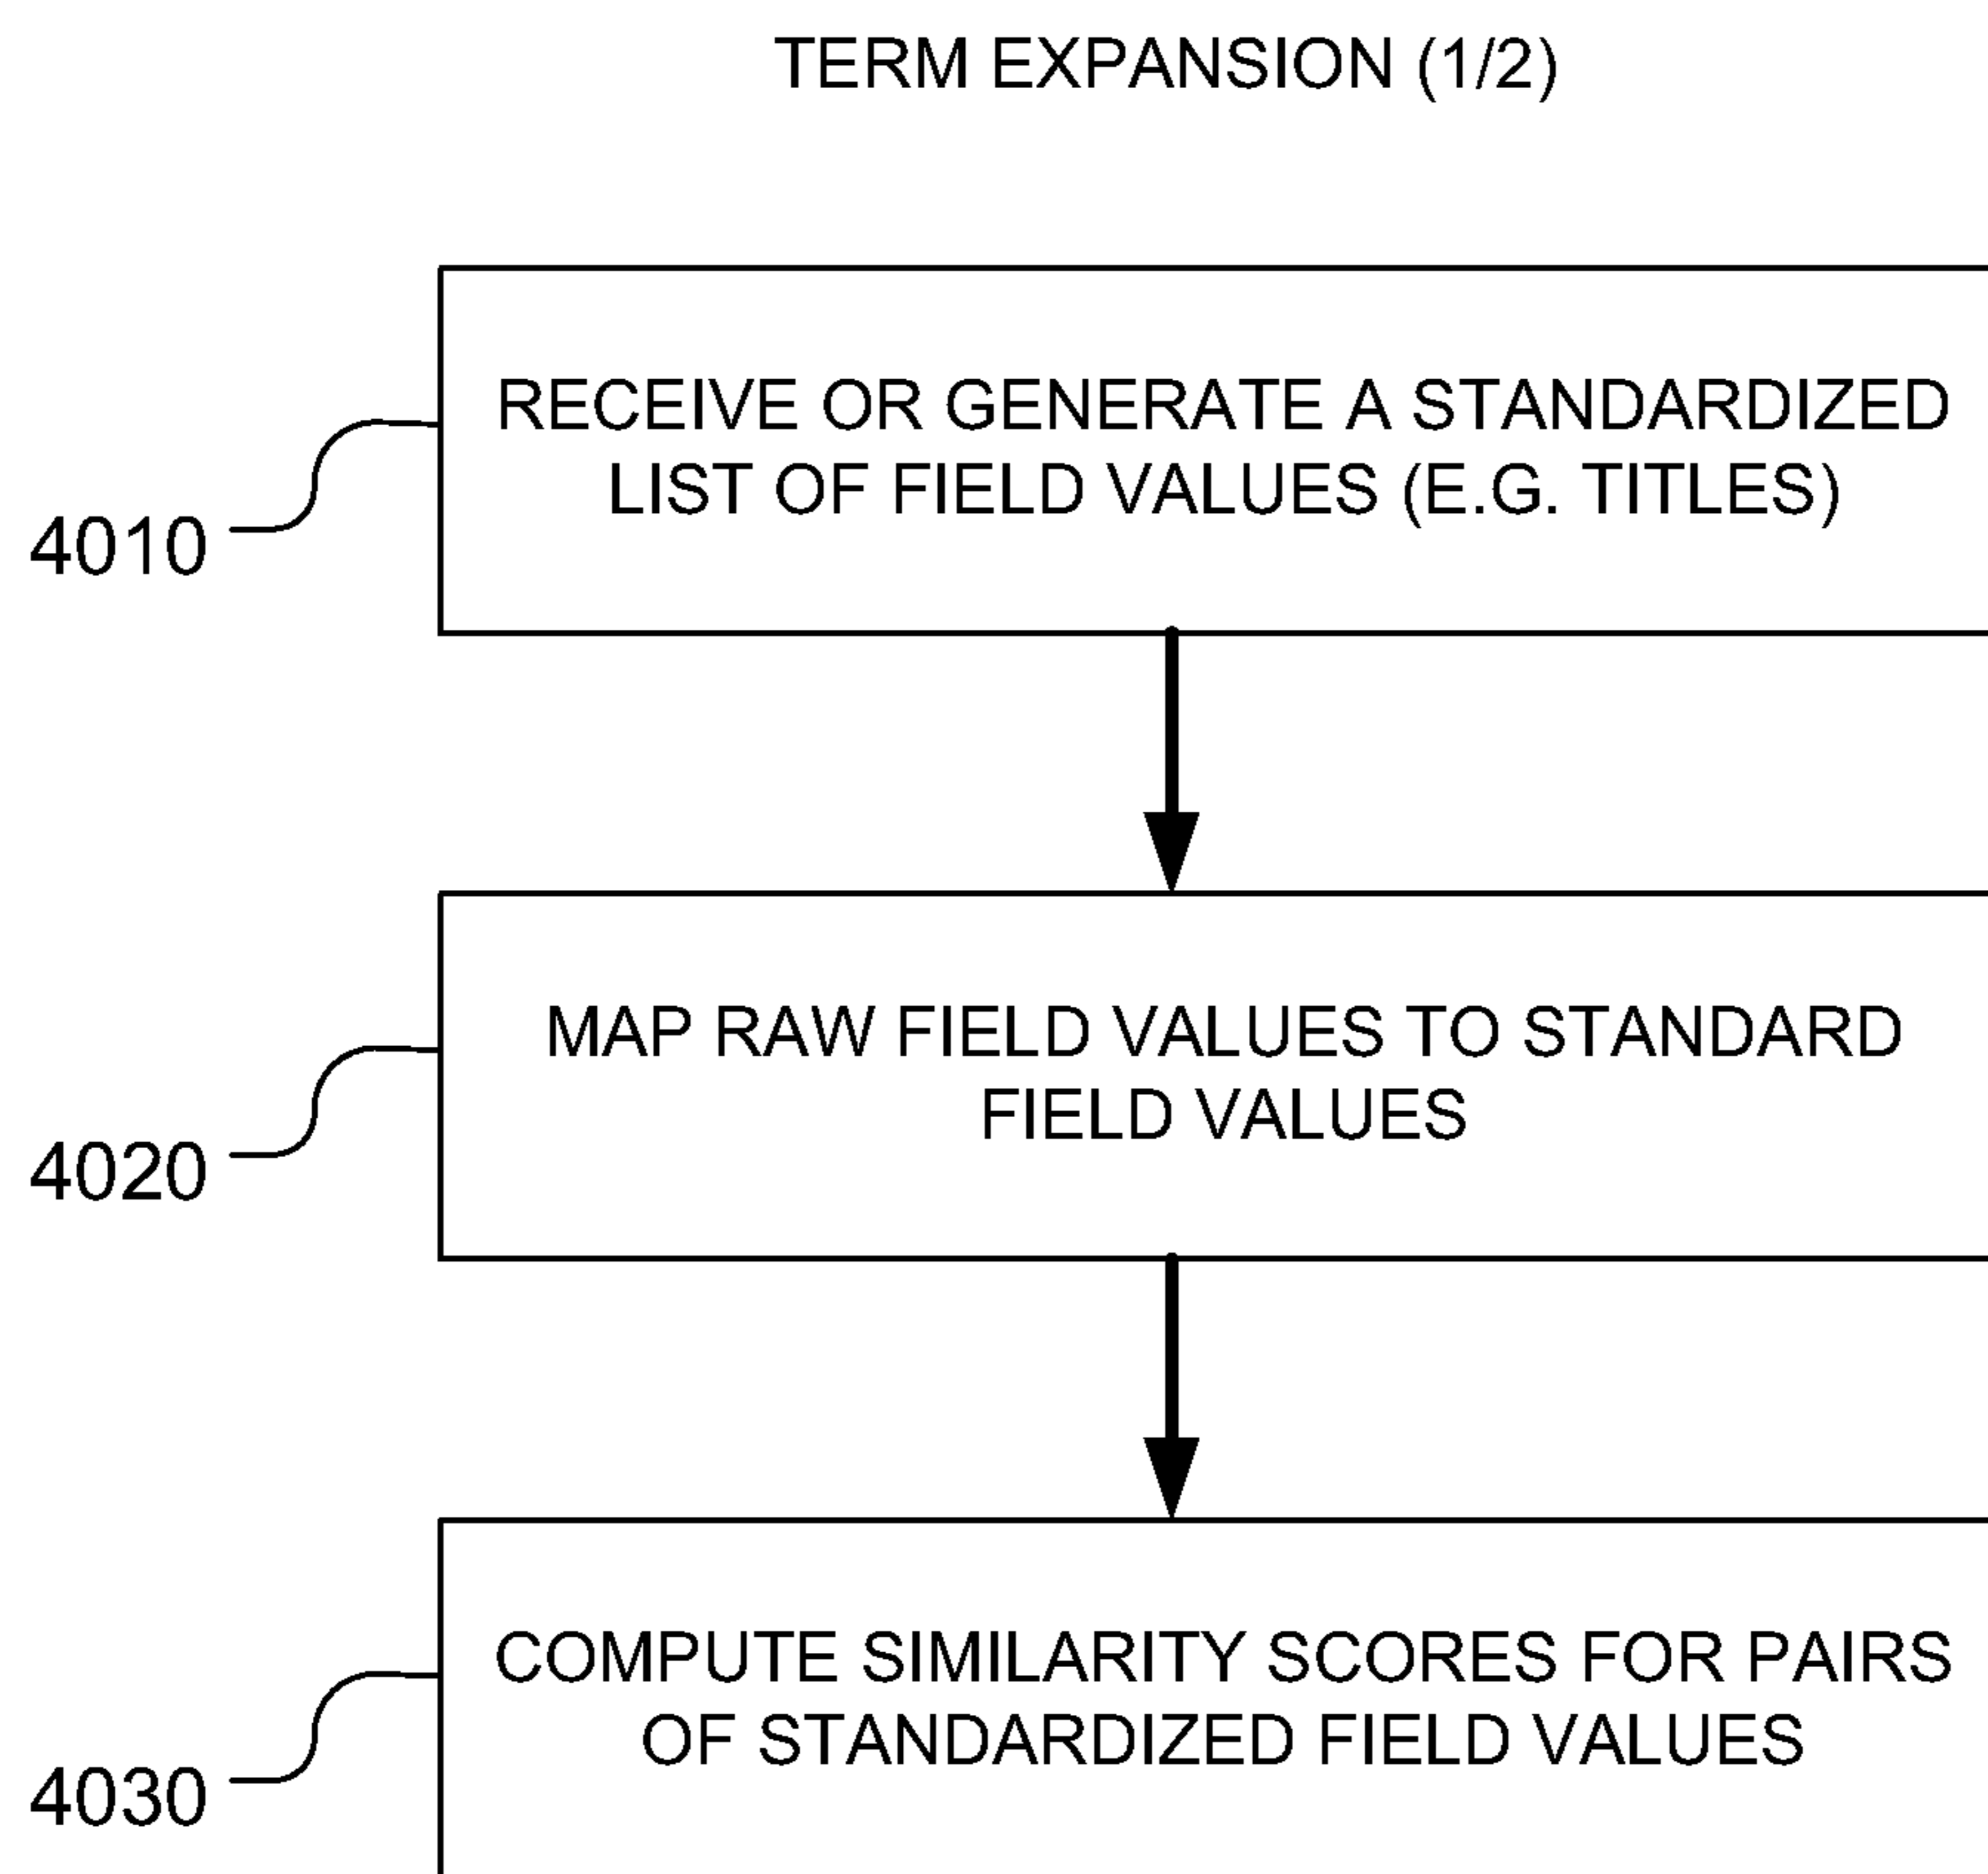 TERM EXPANSION (1/2)
RECEIVE OR GENERATE A STANDARDIZED
LIST OF FIELD VALUES (E.G. TITLES)
4010
MAP RAW FIELD VALUES TO STANDARD
FIELD VALUES
4020
COMPUTE SIMILARITY SCORES FOR PAIRS
OF STANDARDIZED FIELD VALUES
4030